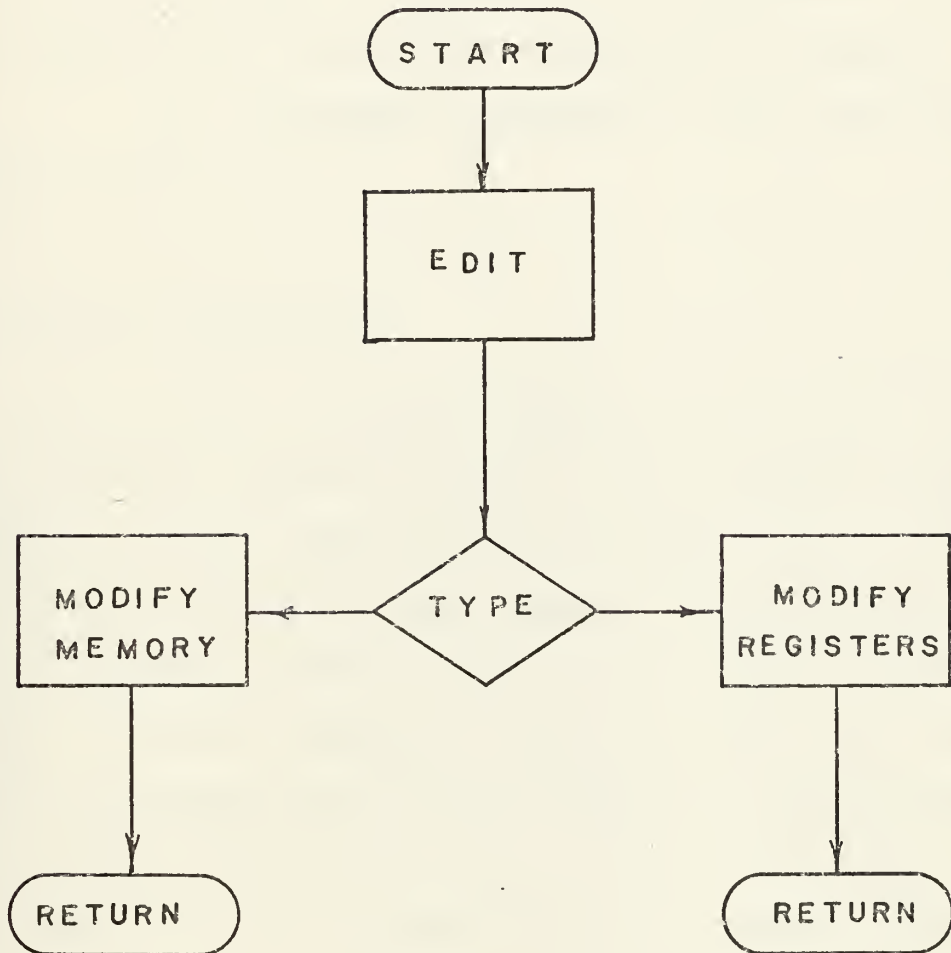 START
EDIT
TYPE
MODIFY
MEMORY
MODIFY
REGISTERS
RETURN
RETURN